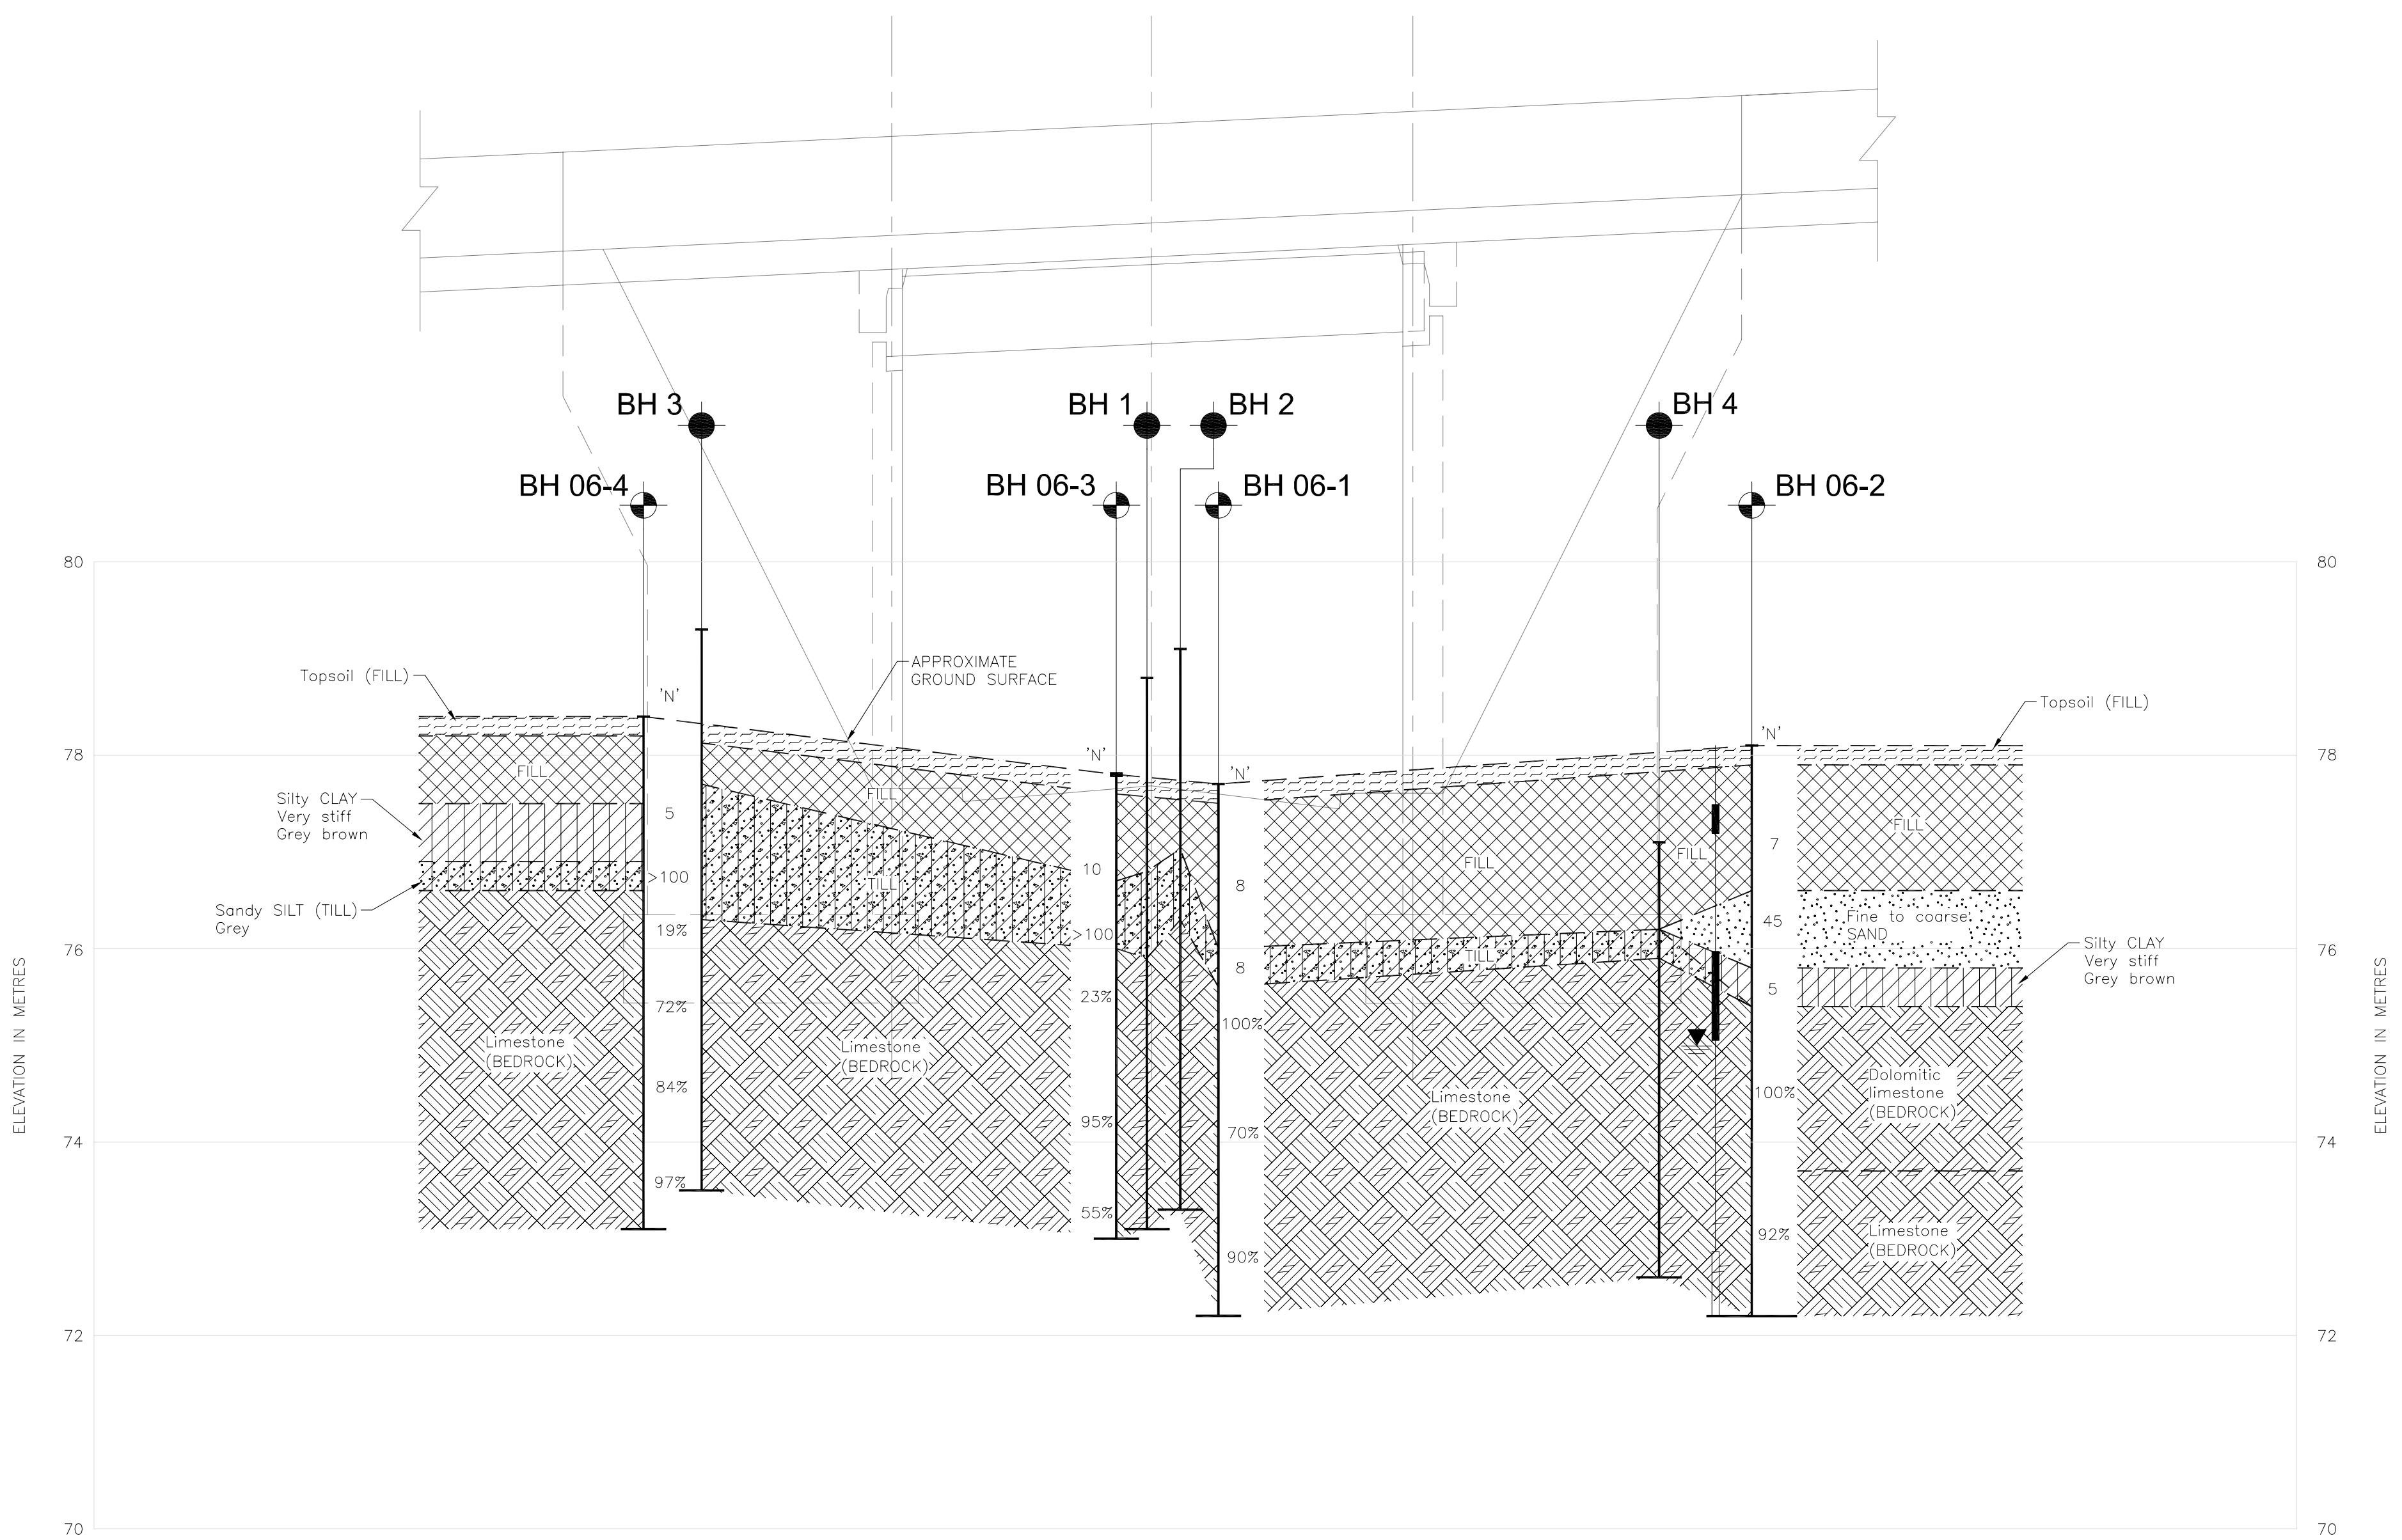 BH 3
BH 1
BH 2
BH 4
BH 06-4
BH 06-3
BH 06-1
BH 06-2
80
80
APPROXIMATE
GROUND SURFACE
Topsoil (FILL)
'N'
Topsoil (FILL)
'N'
78
'N'
'N'
78
FILL
FILL
Silty CLAY
Very stiff
Grey brown
5
10
8
FILL
FILL
7
FILL
>100
TILL
Sandy SILT (TILL)
Grey
19%
>100
45
Fine to coarse
SAND
76
8
TILL
76
Silty CLAY
Very stiff
Grey brown
72%
23%
100%
5
Limestone
(BEDROCK)
Limestone
(BEDROCK)
84%
Limestone
(BEDROCK)
100%
Dolomitic
limestone
(BEDROCK)
ELEVATION IN METRES
ELEVATION IN METRES
74
95%
70%
74
97%
55%
90%
92%
Limestone
(BEDROCK)
72
72
70
70